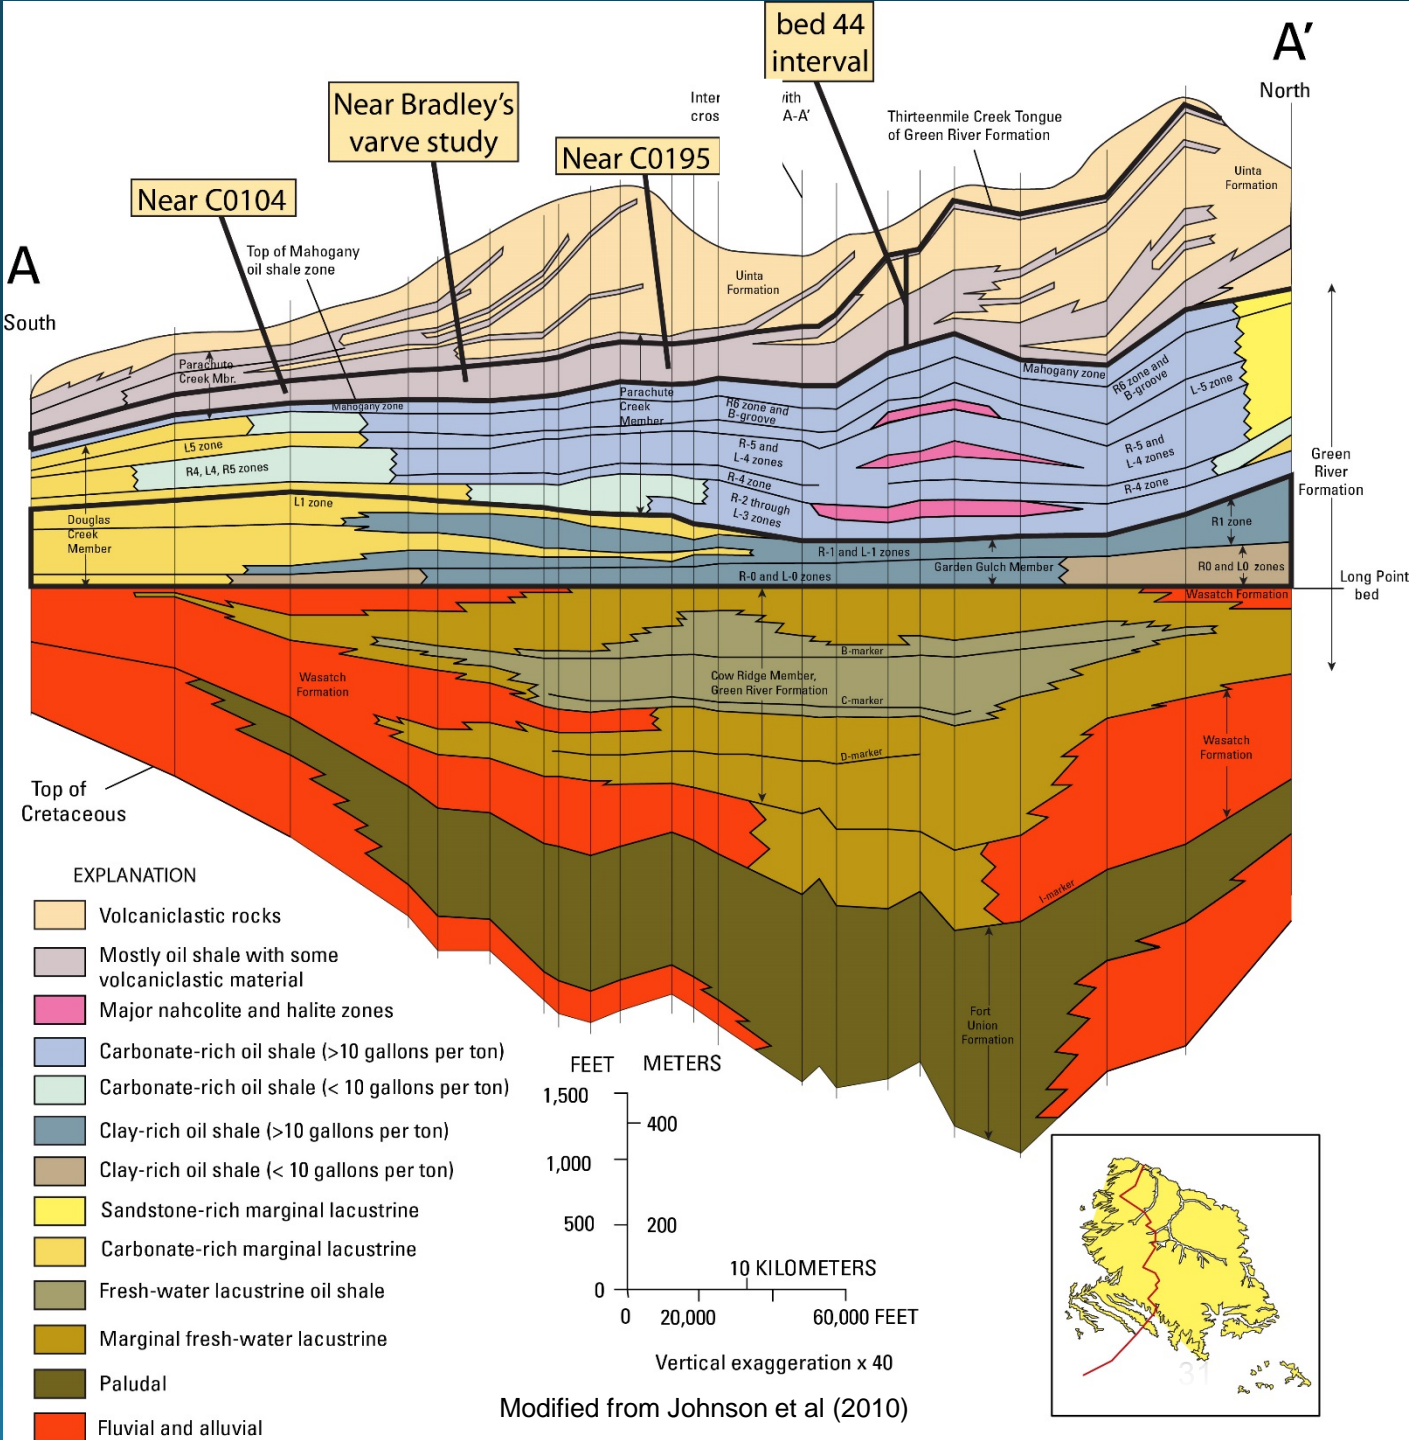 bed 44
interval
A′
North
Near Bradley's
varve study
Inter
ith
cros
A-A′
Thirteenmile Creek Tongue
of Green River Formation
Near C0195
Near C0104
Uinta
Formation
Top of Mahogany
oil shale zone
A
South
Uinta
Formation
Parachute
Creek Mbr.
Mahogany zone
Parachute
Creek
Member
R6 zone and
B-groove
Mahogany zone
R6 zone and
B-groove
L-5 zone
L5 zone
R4, L4, R5 zones
R-5 and
L-4 zones
R-5 and
L-4 zones
R-4 zone
R-4 zone
Green
River
Formation
L1 zone
R-2 through
L-3 zones
Douglas
Creek
Member
R1 zone
R-1 and L-1 zones
Garden Gulch Member
R0 and L0 zones
R-0 and L-0 zones
Long Point
bed
Wasatch Formation
B-marker
Wasatch
Formation
Cow Ridge Member,
Green River Formation
C-marker
D-marker
Wasatch
Formation
Top of
Cretaceous
I-marker
Fort
Union
Formation
EXPLANATION
Volcaniclastic rocks
Mostly oil shale with some
volcaniclastic material
Major nahcolite and halite zones
Carbonate-rich oil shale (>10 gallons per ton)
Carbonate-rich oil shale (< 10 gallons per ton)
Clay-rich oil shale (>10 gallons per ton)
Clay-rich oil shale (< 10 gallons per ton)
Sandstone-rich marginal lacustrine
Carbonate-rich marginal lacustrine
Fresh-water lacustrine oil shale
Marginal fresh-water lacustrine
Paludal
Fluvial and alluvial
FEET METERS
1,500
400
1,000
500
200
10 KILOMETERS
0
0 20,000 60,000 FEET
Vertical exaggeration x 40
31
Modified from Johnson et al (2010)